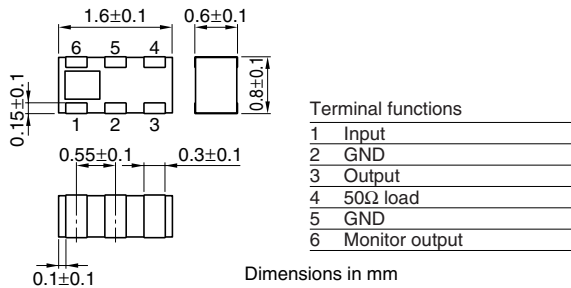 1.6±0.1
0.6±0.1
6 5 4
0.15±0.1
0.8±0.1
1 2 3
0.55±0.1
0.3±0.1
0.1±0.1
Terminal functions
1 Input
2 GND
3 Output
4 50Ω load
5 GND
6 Monitor output
Dimensions in mm